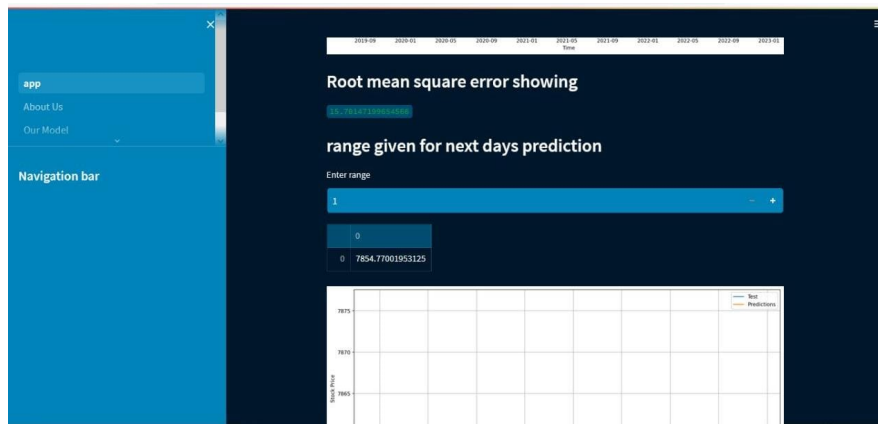 ×
app
About Us
Our Model
Navigation bar
2019-09 2020-01 2020-05 2020-09 2021-01 2021-05 2021-09 2022-01 2022-05 2022-09 2023-01
Time
Root mean square error showing
range given for next days prediction
Enter range
1 − +
0
0 7854.77001953125
Test
Predictions
7875
7870
7865
Stock Price